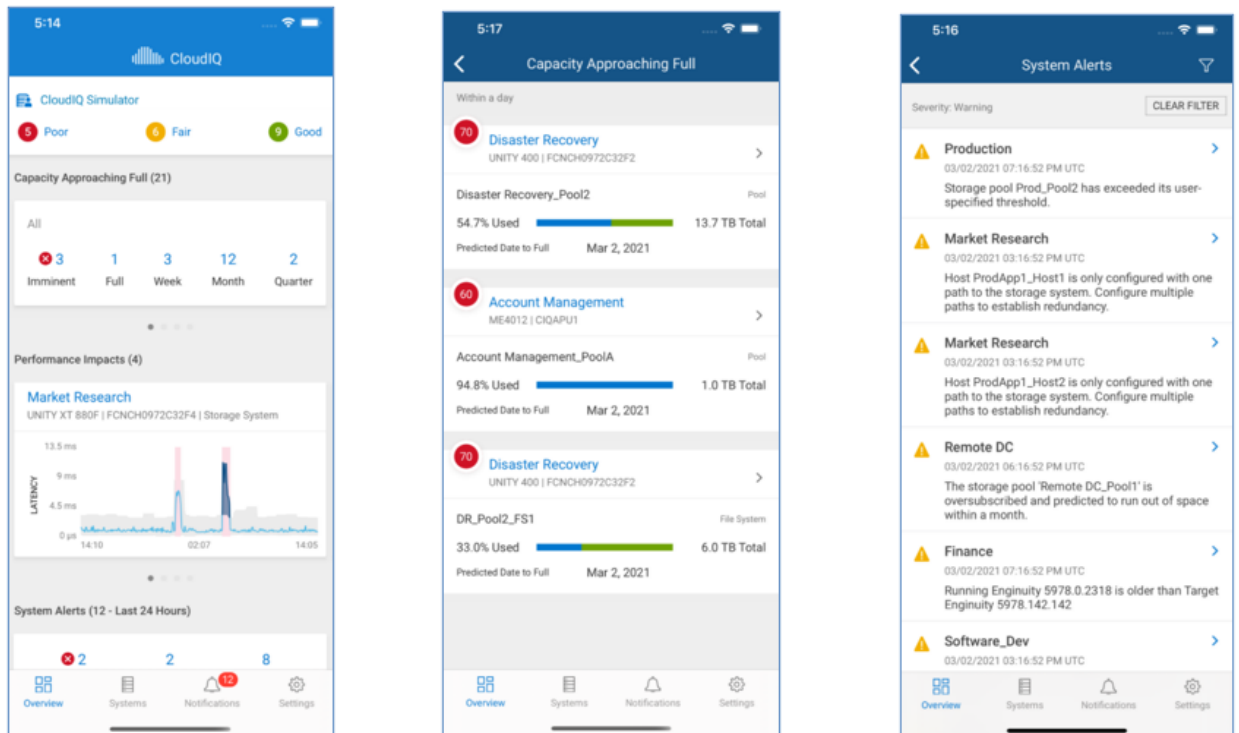 5:14
CloudIQ
CloudIQ Simulator
5 Poor 6 Fair 9 Good
Capacity Approaching Full (21)
All
3 1 3 12 2
Imminent Full Week Month Quarter
Performance Impacts (4)
Market Research
UNITY XT 880F | FCNCH0972C32F4 | Storage System
13.5 ms
9 ms
4.5 ms
0 µs
LATENCY
14:10 02:07 14:05
System Alerts (12 - Last 24 Hours)
2 2 8
12
Overview Systems Notifications Settings
5:17
Capacity Approaching Full
Within a day
70 Disaster Recovery
UNITY 400 | FCNCH0972C32F2
Disaster Recovery_Pool2 Pool
54.7% Used 13.7 TB Total
Predicted Date to Full Mar 2, 2021
60 Account Management
ME4012 | CIQAPU1
Account Management_PoolA Pool
94.8% Used 1.0 TB Total
Predicted Date to Full Mar 2, 2021
70 Disaster Recovery
UNITY 400 | FCNCH0972C32F2
DR_Pool2_FS1 File System
33.0% Used 6.0 TB Total
Predicted Date to Full Mar 2, 2021
Overview Systems Notifications Settings
5:16
System Alerts
Severity: Warning CLEAR FILTER
Production
03/02/2021 07:16:52 PM UTC
Storage pool Prod_Pool2 has exceeded its user-
specified threshold.
Market Research
03/02/2021 03:16:52 PM UTC
Host ProdApp1_Host1 is only configured with one
path to the storage system. Configure multiple
paths to establish redundancy.
Market Research
03/02/2021 03:16:52 PM UTC
Host ProdApp1_Host2 is only configured with one
path to the storage system. Configure multiple
paths to establish redundancy.
Remote DC
03/02/2021 06:16:52 PM UTC
The storage pool 'Remote DC_Pool1' is
oversubscribed and predicted to run out of space
within a month.
Finance
03/02/2021 07:16:52 PM UTC
Running Enginuity 5978.0.2318 is older than Target
Enginuity 5978.142.142
Software_Dev
03/02/2021 03:16:52 PM UTC
Overview Systems Notifications Settings